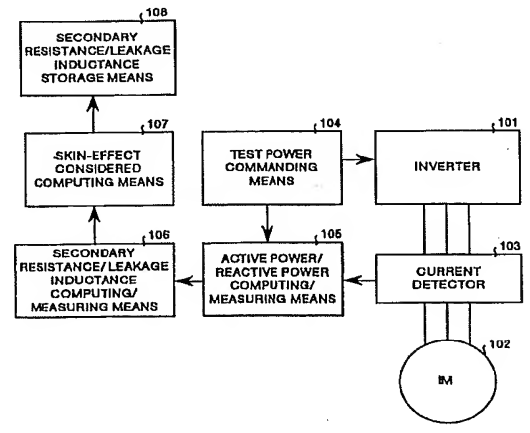 108
SECONDARY
RESISTANCE/LEAKAGE
INDUCTANCE
STORAGE MEANS
107
SKIN-EFFECT
CONSIDERED
COMPUTING MEANS
104
TEST POWER
COMMANDING
MEANS
101
INVERTER
106
SECONDARY
RESISTANCE/LEAKAGE
INDUCTANCE
COMPUTING/
MEASURING MEANS
105
ACTIVE POWER/
REACTIVE POWER
COMPUTING/
MEASURING MEANS
103
CURRENT
DETECTOR
102
IM